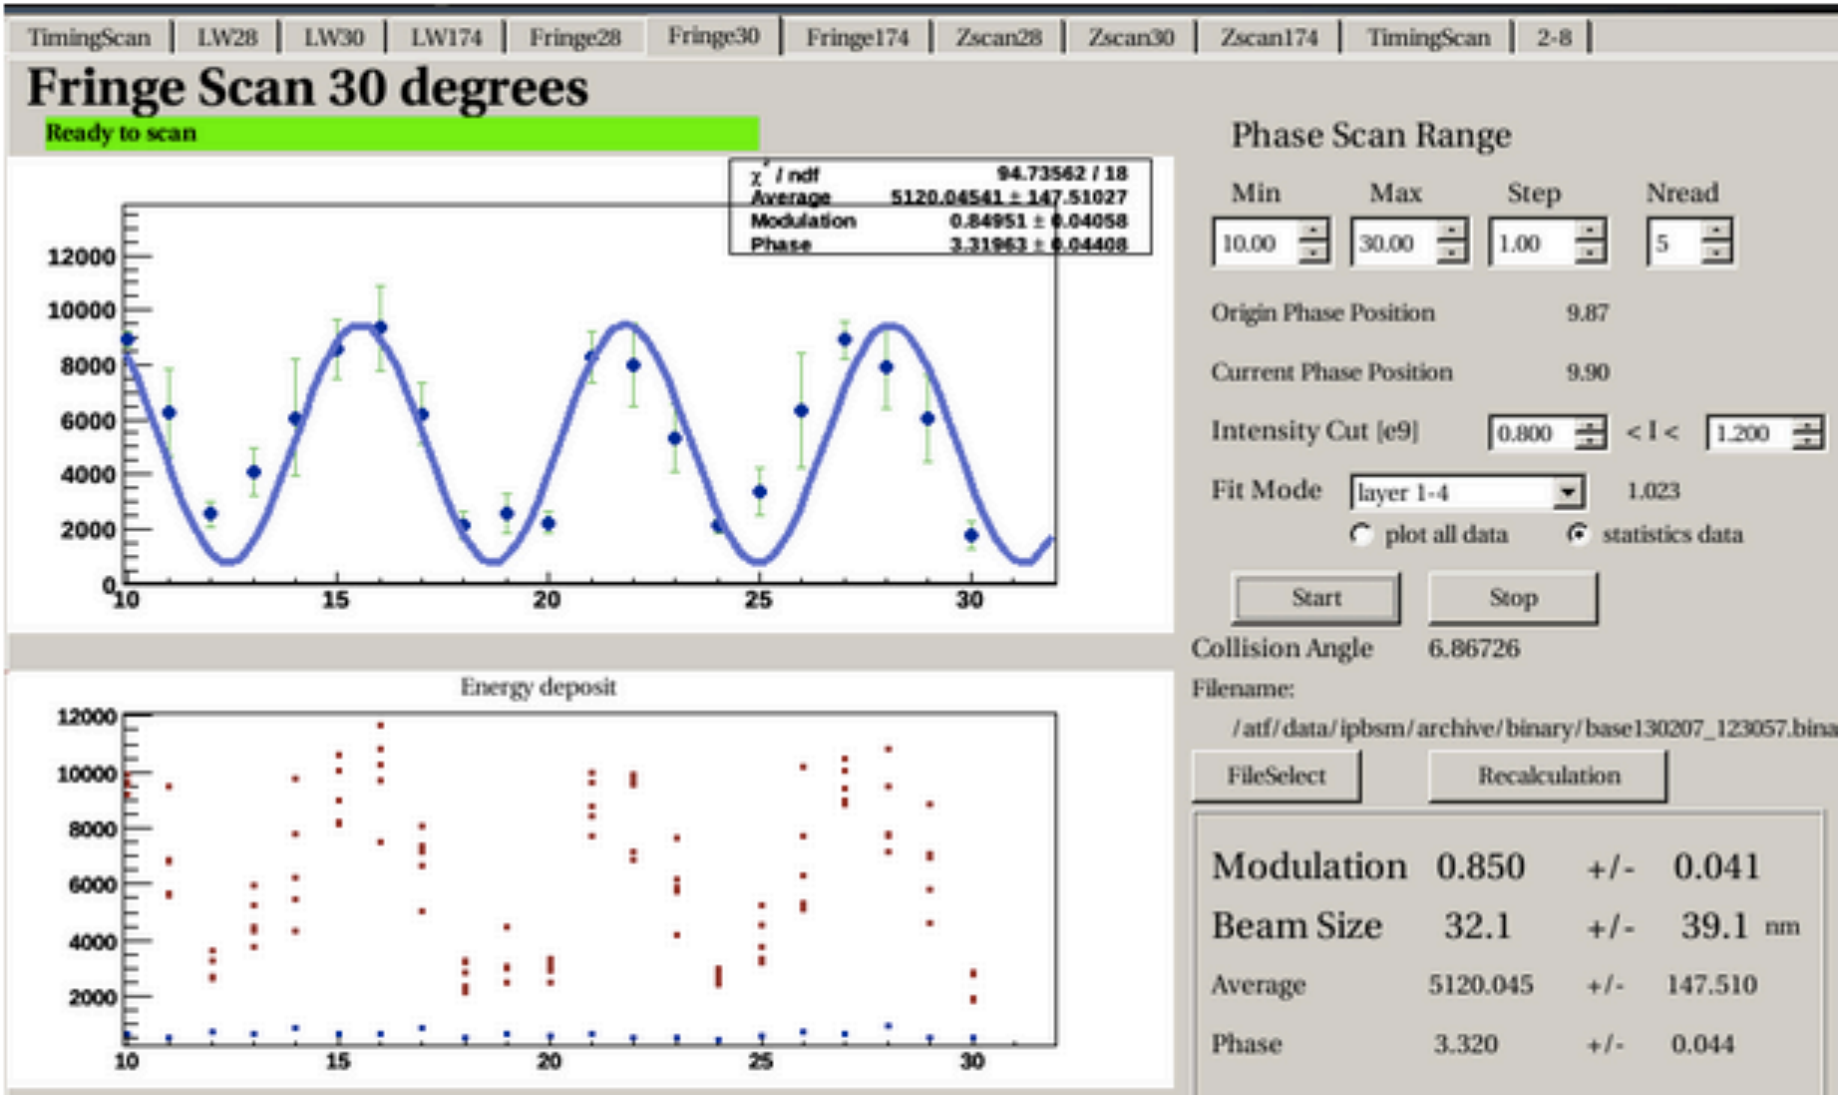 TimingScan LW28 LW30 LW174 Fringe28 Fringe30 Fringe174 Zscan28 Zscan30 Zscan174 TimingScan 2-8
Fringe Scan 30 degrees
Ready to scan
χ² / ndf 94.73562 / 18
Average 5120.04541 ± 147.51027
Modulation 0.84951 ± 0.04058
Phase 3.31963 ± 0.04408
12000
10000
8000
6000
4000
2000
0
10 15 20 25 30
Energy deposit
12000
10000
8000
6000
4000
2000
10 15 20 25 30
Phase Scan Range
Min Max Step Nread
10.00 30.00 1.00 5
Origin Phase Position 9.87
Current Phase Position 9.90
Intensity Cut [e9] 0.800 < I < 1.200
Fit Mode layer 1-4 1.023
plot all data statistics data
Start Stop
Collision Angle 6.86726
Filename:
/atf/data/ipbsm/archive/binary/base130207_123057.bina
FileSelect Recalculation
Modulation 0.850 +/- 0.041
Beam Size 32.1 +/- 39.1 nm
Average 5120.045 +/- 147.510
Phase 3.320 +/- 0.044